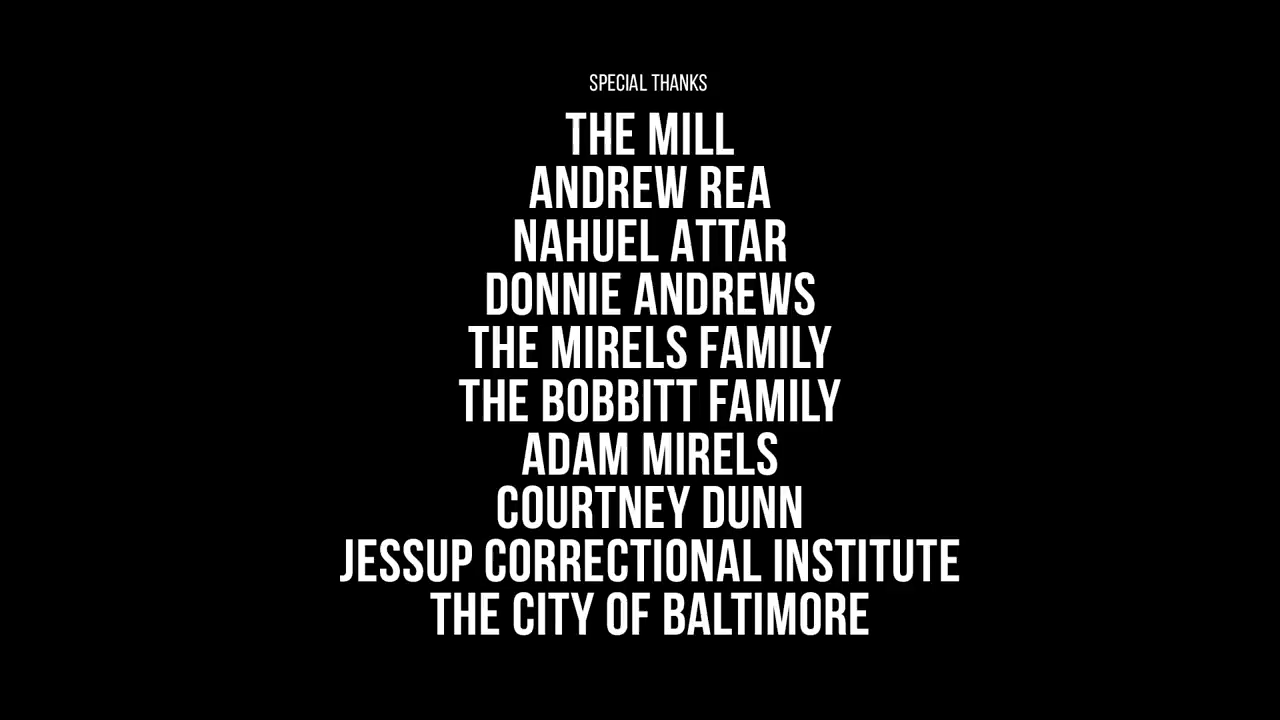 SPECIAL THANKS
THE MILL
ANDREW REA
NAHUEL ATTAR
DONNIE ANDREWS
THE MIRELS FAMILY
THE BOBBITT FAMILY
ADAM MIRELS
COURTNEY DUNN
JESSUP CORRECTIONAL INSTITUTE
THE CITY OF BALTIMORE